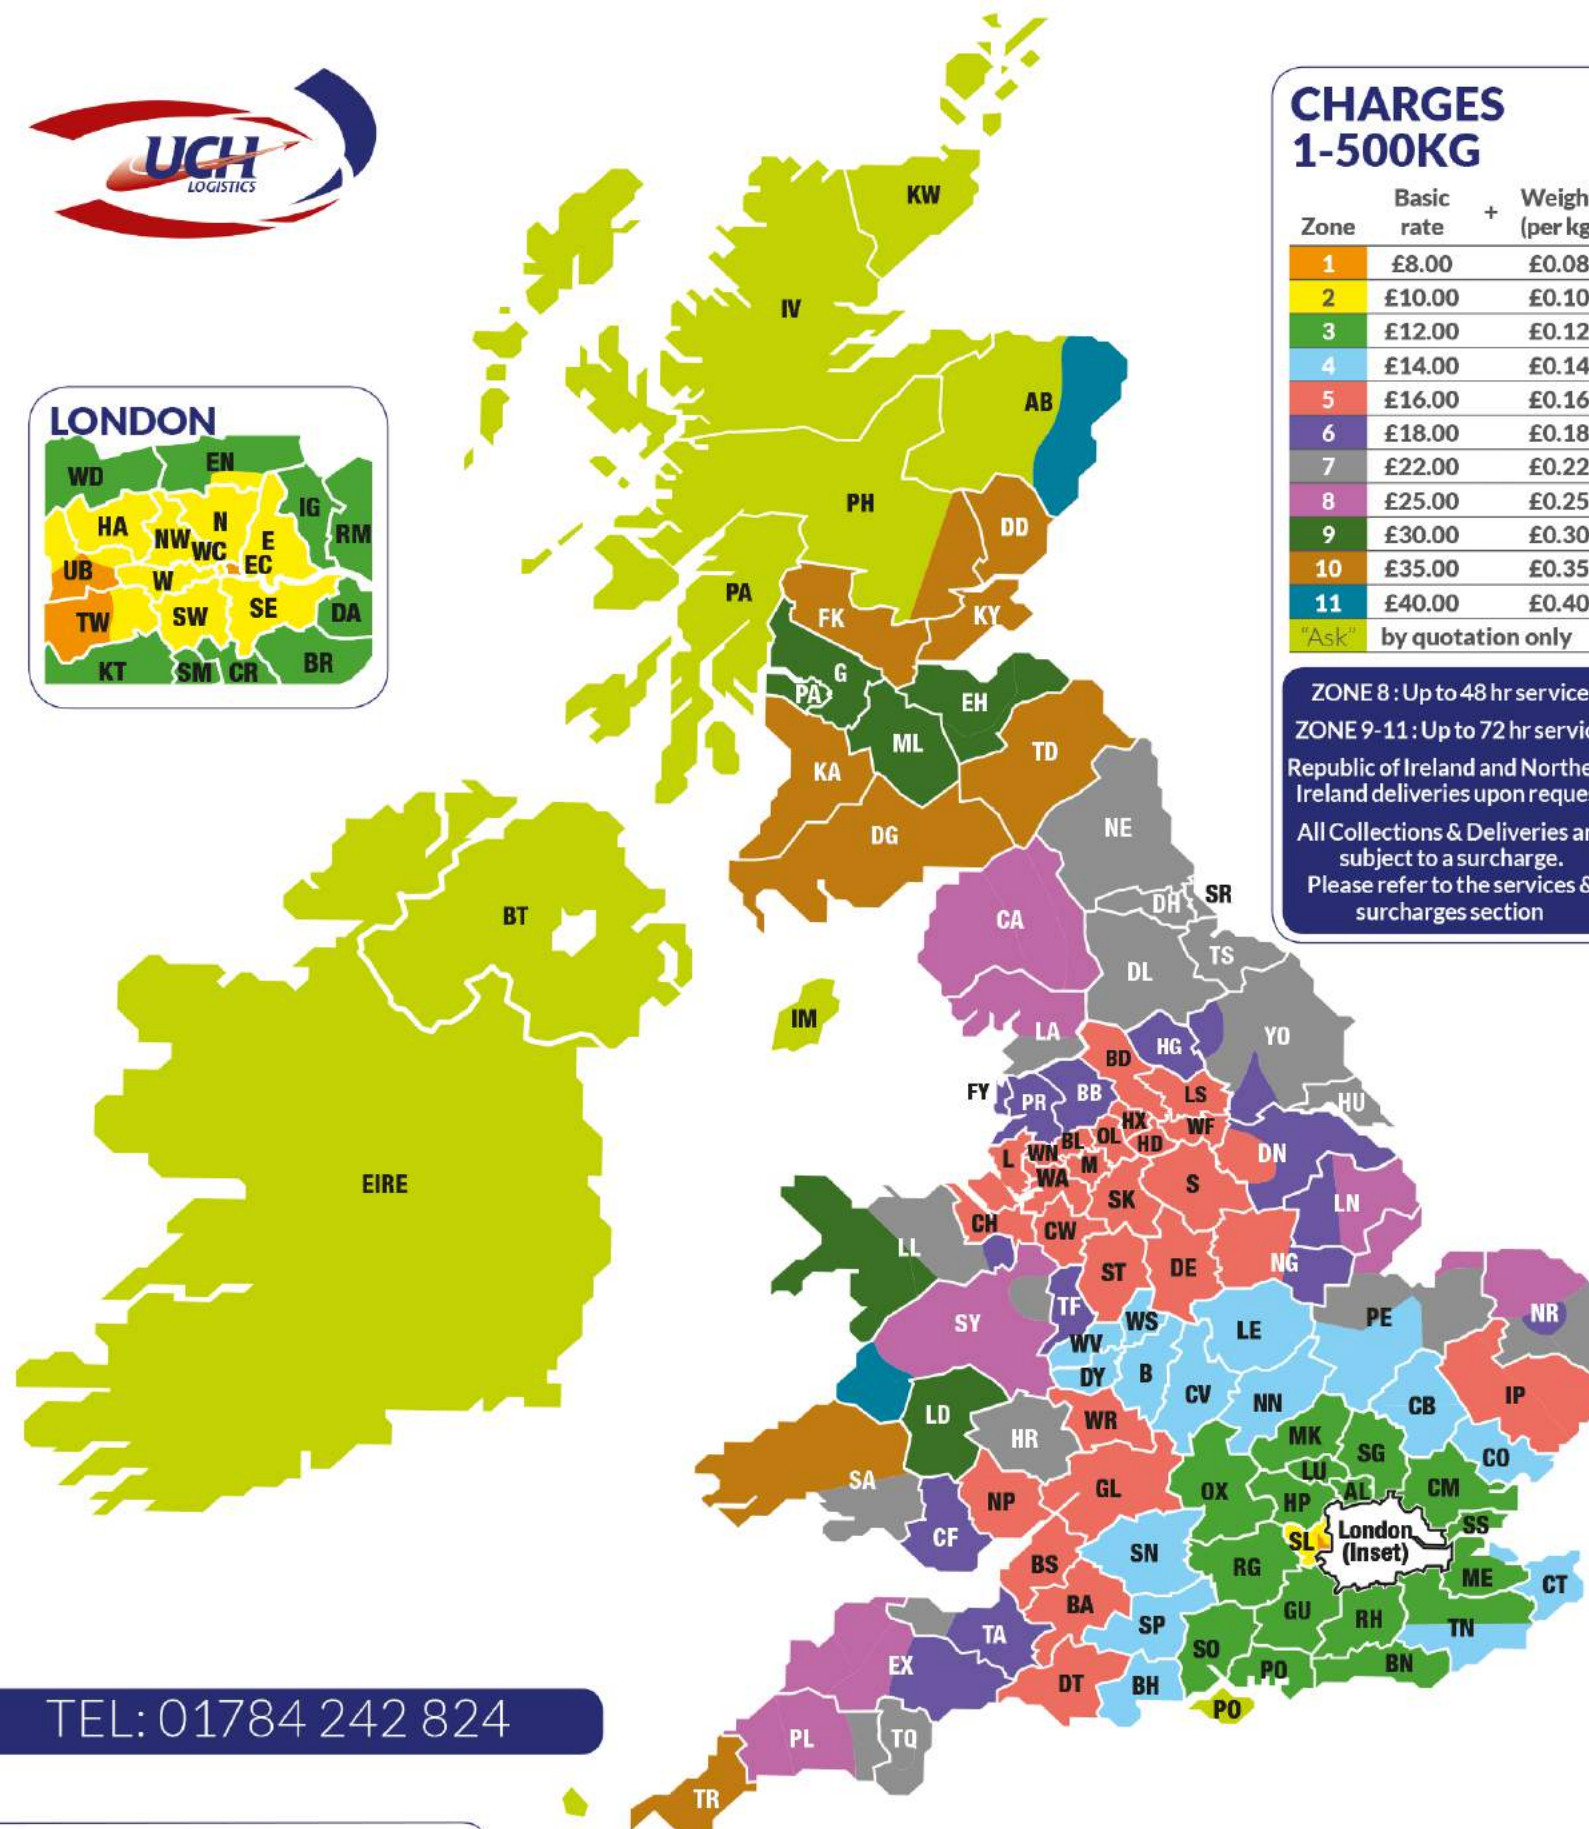 UCH
LOGISTICS
CHARGES
1-500KG
Zone Basic rate + Weigh (per kg
1 £8.00 £0.08
2 £10.00 £0.10
3 £12.00 £0.12
4 £14.00 £0.14
5 £16.00 £0.16
6 £18.00 £0.18
7 £22.00 £0.22
8 £25.00 £0.25
9 £30.00 £0.30
10 £35.00 £0.35
11 £40.00 £0.40
"Ask" by quotation only
ZONE 8 : Up to 48 hr service
ZONE 9-11 : Up to 72 hr servic
Republic of Ireland and Northe
Ireland deliveries upon reques
All Collections & Deliveries ar
subject to a surcharge.
Please refer to the services &
surcharges section
LONDON
WD
EN
IG
HA
NW
N
WC
E
EC
RM
UB
W
TW
SW
SE
DA
KT
SM
CR
BR
KW
IV
AB
PH
DD
PA
FK
KY
G
PA
EH
ML
KA
TD
DG
NE
BT
CA
DH
SR
DL
TS
IM
LA
YO
BD
HG
FY
PR
BB
LS
HU
HX
WF
BL
OL
HD
L
WN
M
DN
WA
EIRE
SK
S
LN
CH
CW
LL
ST
DE
NG
TF
SY
WS
LE
PE
NR
WV
DY
B
CV
NN
CB
IP
LD
WR
HR
MK
SG
CO
SA
NP
GL
OX
LU
HP
AL
CM
CF
SL
London
(Inset)
SS
BS
SN
RG
ME
CT
BA
GU
RH
TN
TA
SP
SO
EX
PO
BN
DT
BH
PO
PL
TQ
TR
TEL: 01784 242 824